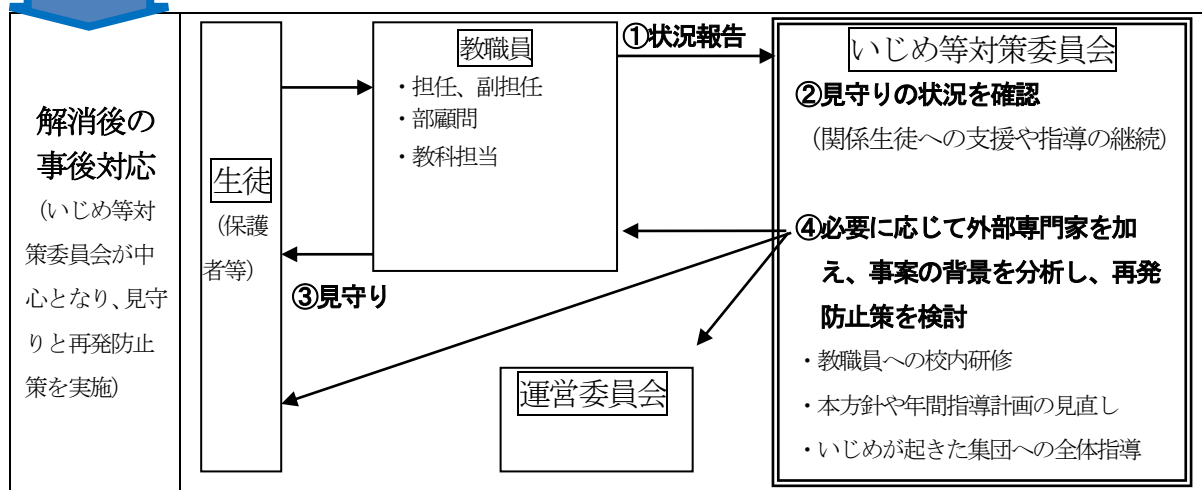 解消後の
事後対応
（いじめ等対
策委員会が中
心となり、見守
りと再発防止
策を実施）
生徒
（保護
者等）
教職員
・担任、副担任
・部顧問
・教科担当
①状況報告
③見守り
運営委員会
いじめ等対策委員会
②見守りの状況を確認
（関係生徒への支援や指導の継続）
④必要に応じて外部専門家を加
え、事案の背景を分析し、再発
防止策を検討
・教職員への校内研修
・本方針や年間指導計画の見直し
・いじめが起きた集団への全体指導